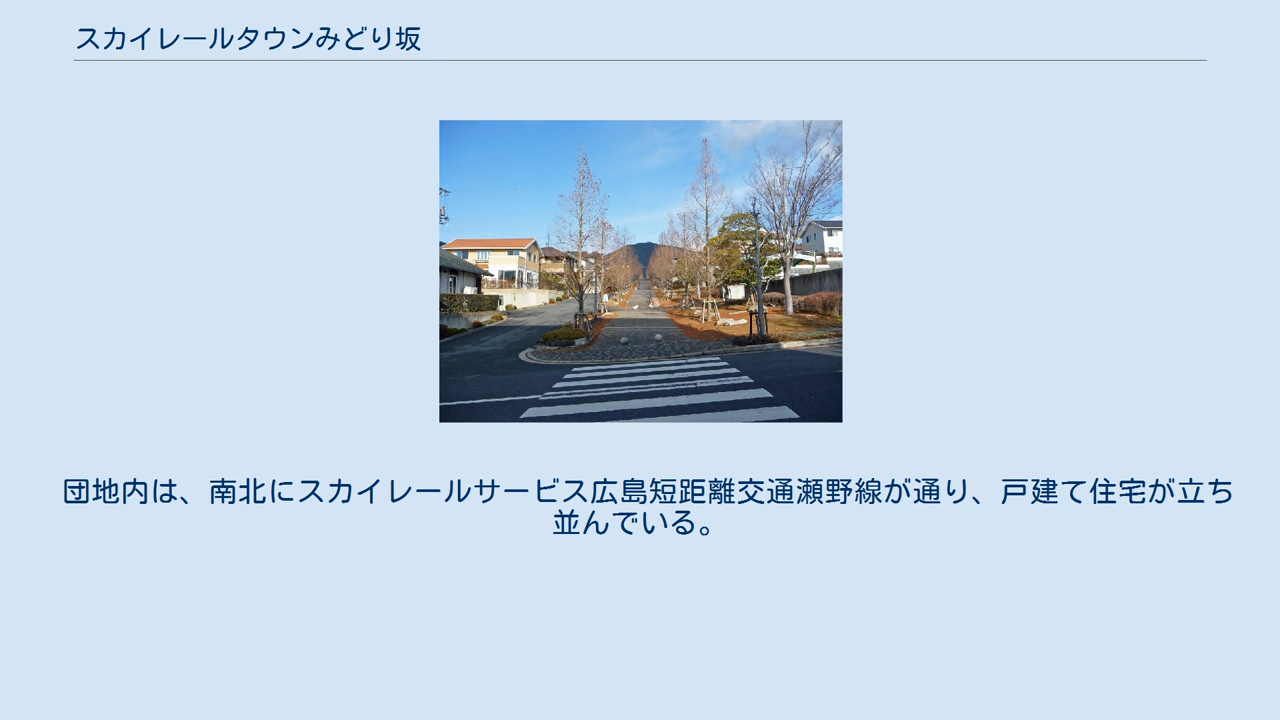 スカイレールタウンみどり坂
団地内は、南北にスカイレールサービス広島短距離交通瀬野線が通り、戸建て住宅が立ち
並んでいる。